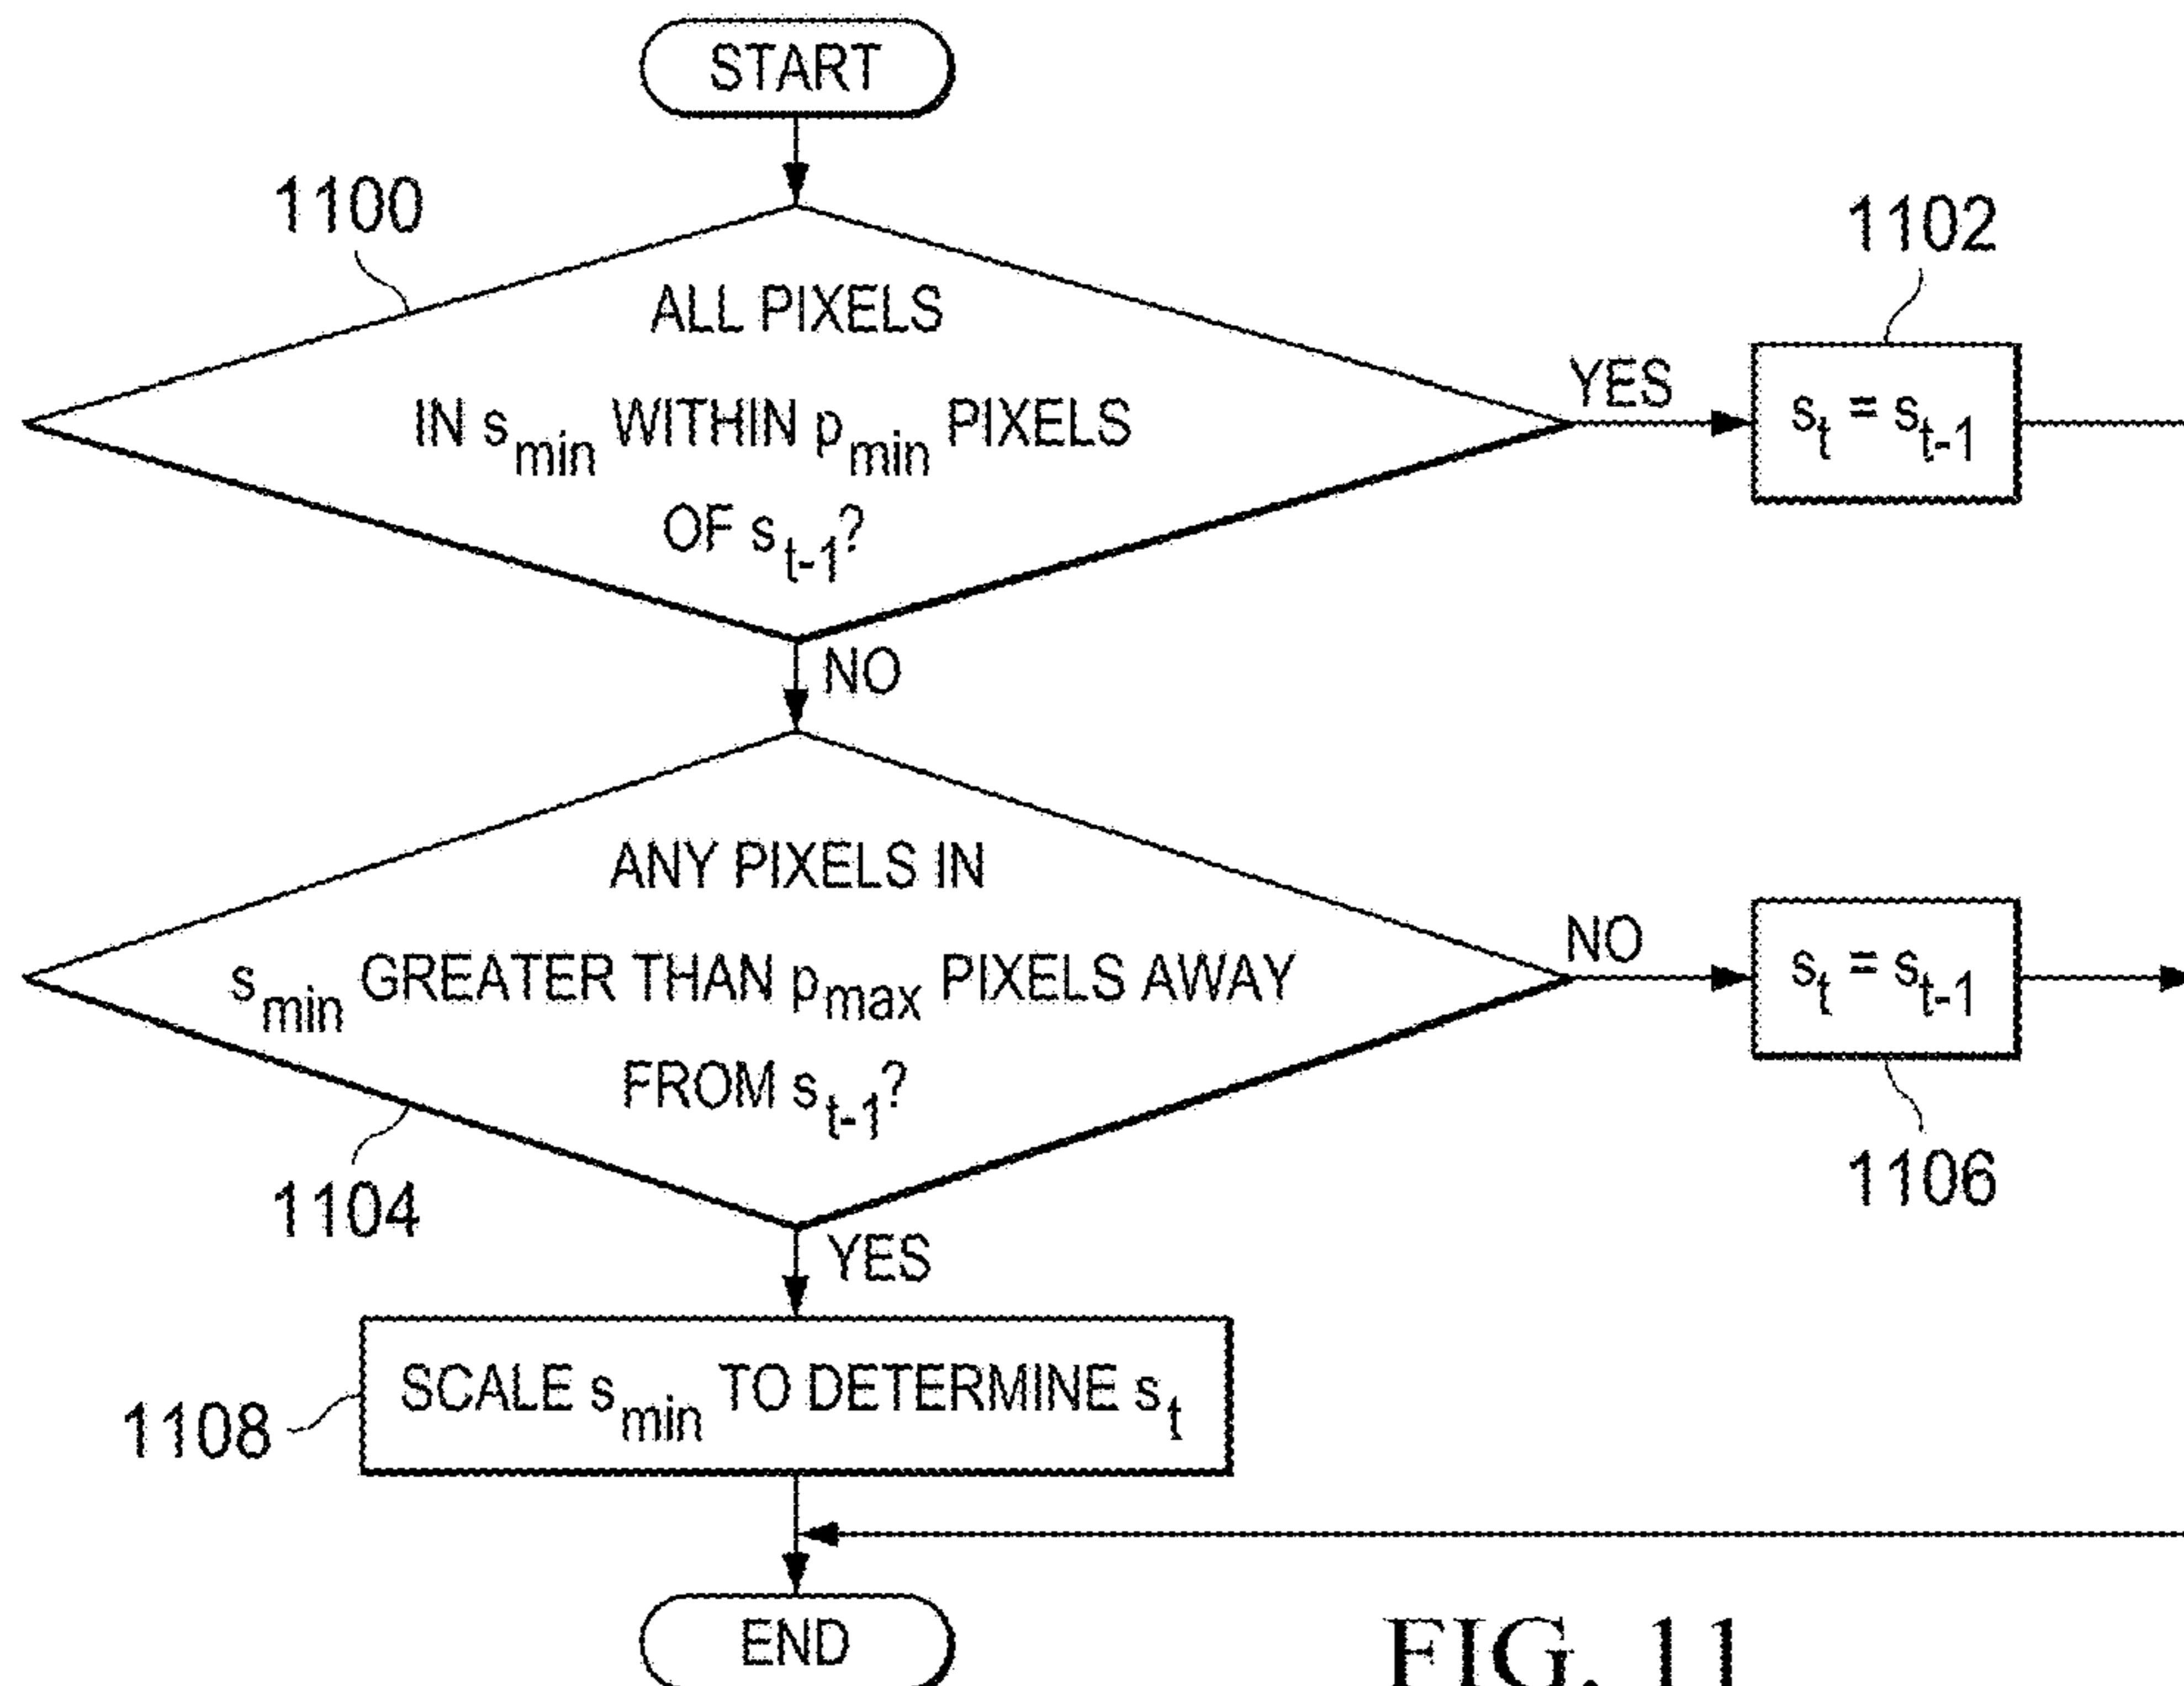 START
1100
ALL PIXELS
IN s_min WITHIN p_min PIXELS
OF s_t-1?
YES
1102
s_t = s_t-1
NO
ANY PIXELS IN
s_min GREATER THAN p_max PIXELS AWAY
FROM s_t-1?
1104
NO
s_t = s_t-1
1106
YES
SCALE s_min TO DETERMINE s_t
1108
END
FIG. 11